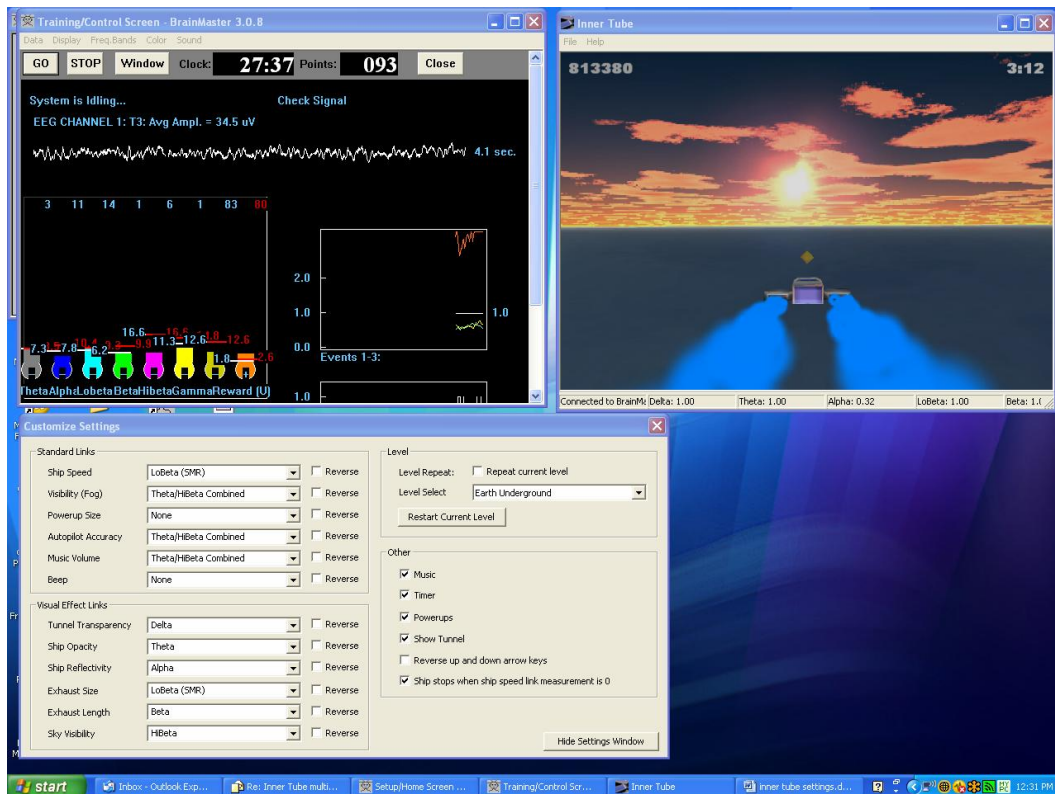 Training/Control Screen - BrainMaster 3.0.8
Data Display Freq.Bands Color Sound
GO STOP Window Clock: 27:37 Points: 093 Close
System is Idling... Check Signal
EEG CHANNEL 1: T3: Avg Ampl. = 34.5 uV
4.1 sec.
3 11 14 1 6 1 83 80
2.0
1.0 1.0
0.0
16.6
7.3 7.8 6.2 9.9 11.3 12.6 12.6
1.8 2.6
Events 1-3:
Theta Alpha Lobeta Beta Hibeta Gamma Reward [U]
1.0
Inner Tube
File Help
813380 3:12
Connected to BrainMa Delta: 1.00 Theta: 1.00 Alpha: 0.32 LoBeta: 1.00 Beta: 1.(
Customize Settings
Standard Links
Ship Speed LoBeta (SMR) Reverse
Visibility (Fog) Theta/HiBeta Combined Reverse
Powerup Size None Reverse
Autopilot Accuracy Theta/HiBeta Combined Reverse
Music Volume Theta/HiBeta Combined Reverse
Beep None Reverse
Visual Effect Links
Tunnel Transparency Delta Reverse
Ship Opacity Theta Reverse
Ship Reflectivity Alpha Reverse
Exhaust Size LoBeta (SMR) Reverse
Exhaust Length Beta Reverse
Sky Visibility HiBeta Reverse
Level
Level Repeat: Repeat current level
Level Select Earth Underground
Restart Current Level
Other
Music
Timer
Powerups
Show Tunnel
Reverse up and down arrow keys
Ship stops when ship speed link measurement is 0
Hide Settings Window
start Inbox - Outlook Exp... Re: Inner Tube multi... Setup/Home Screen ... Training/Control Scr... Inner Tube inner tube settings.d... 12:31 PM